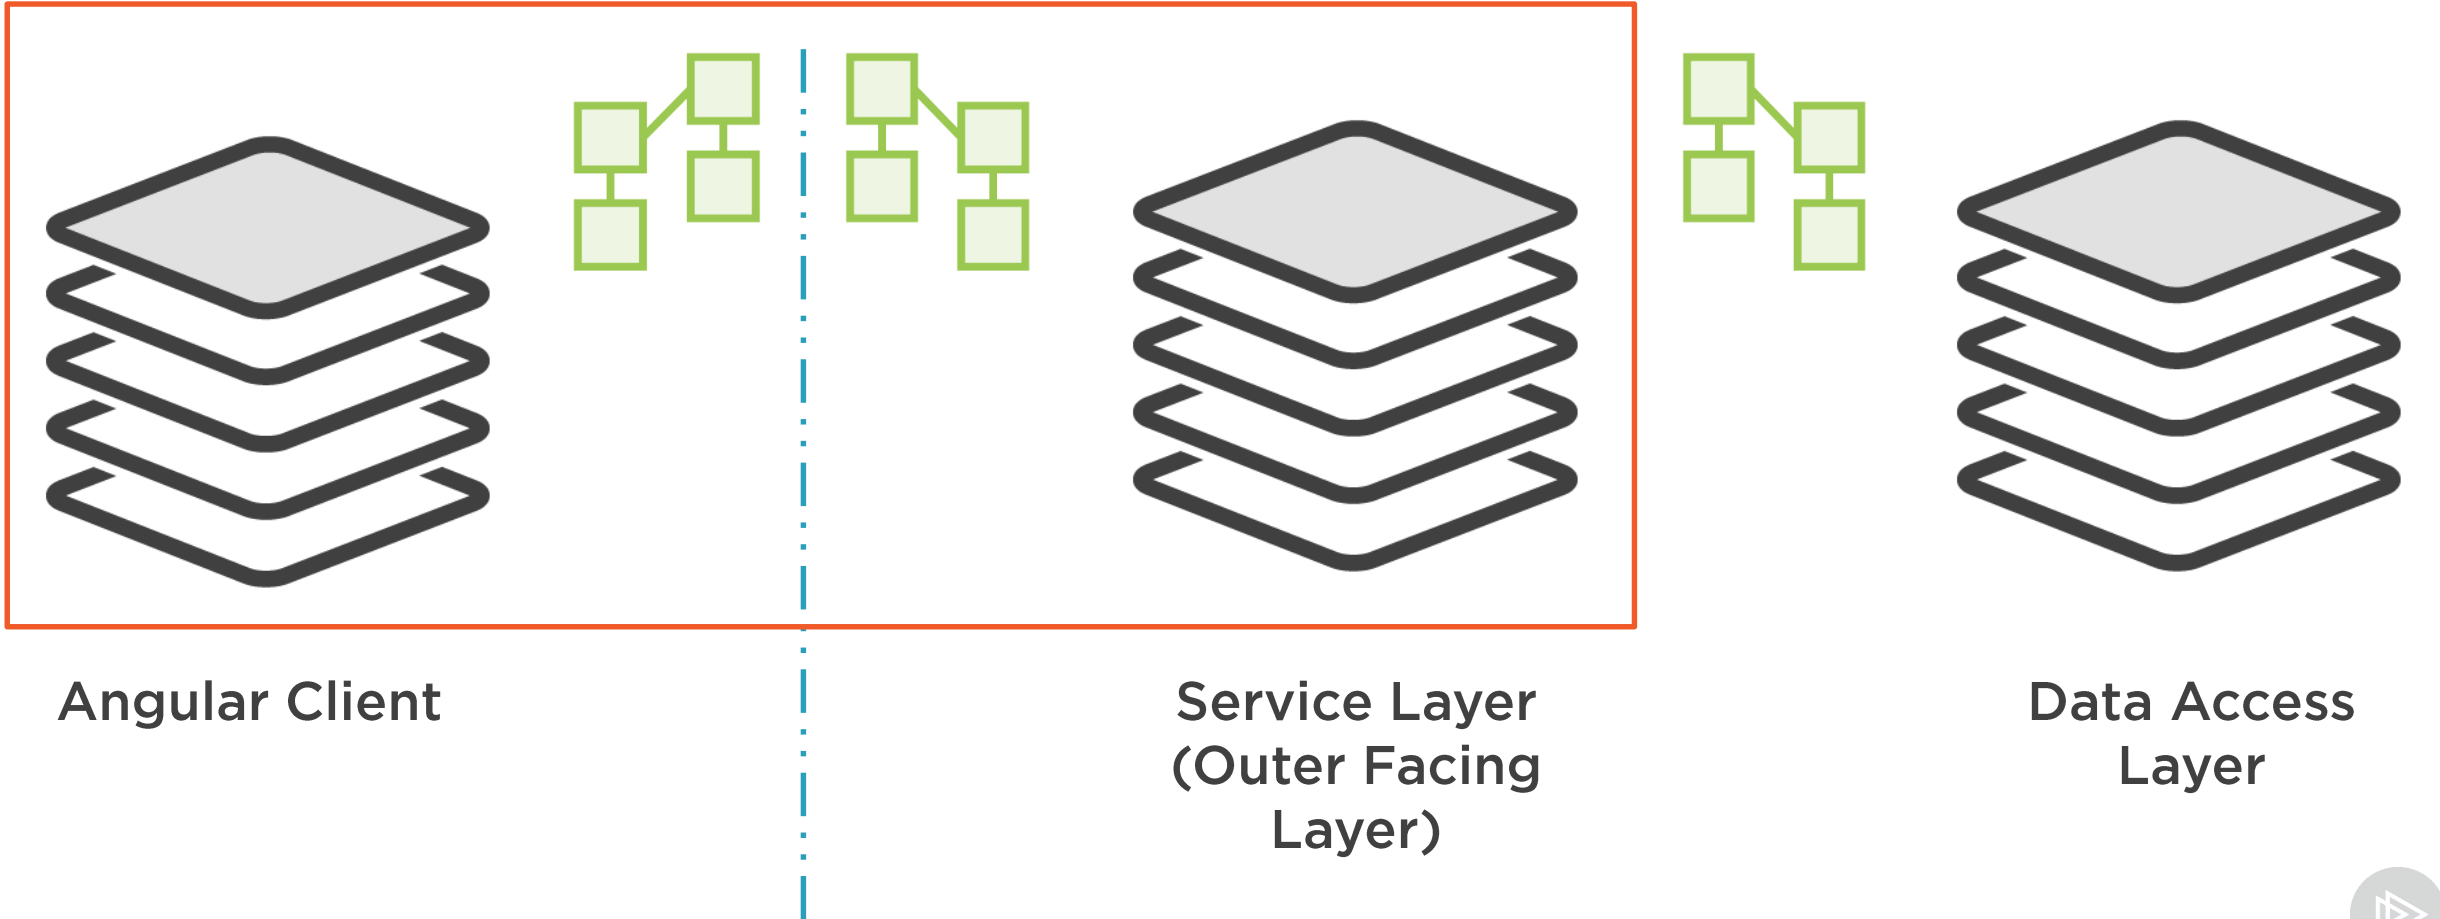 Angular Client
Service Layer
(Outer Facing
Layer)
Data Access
Layer